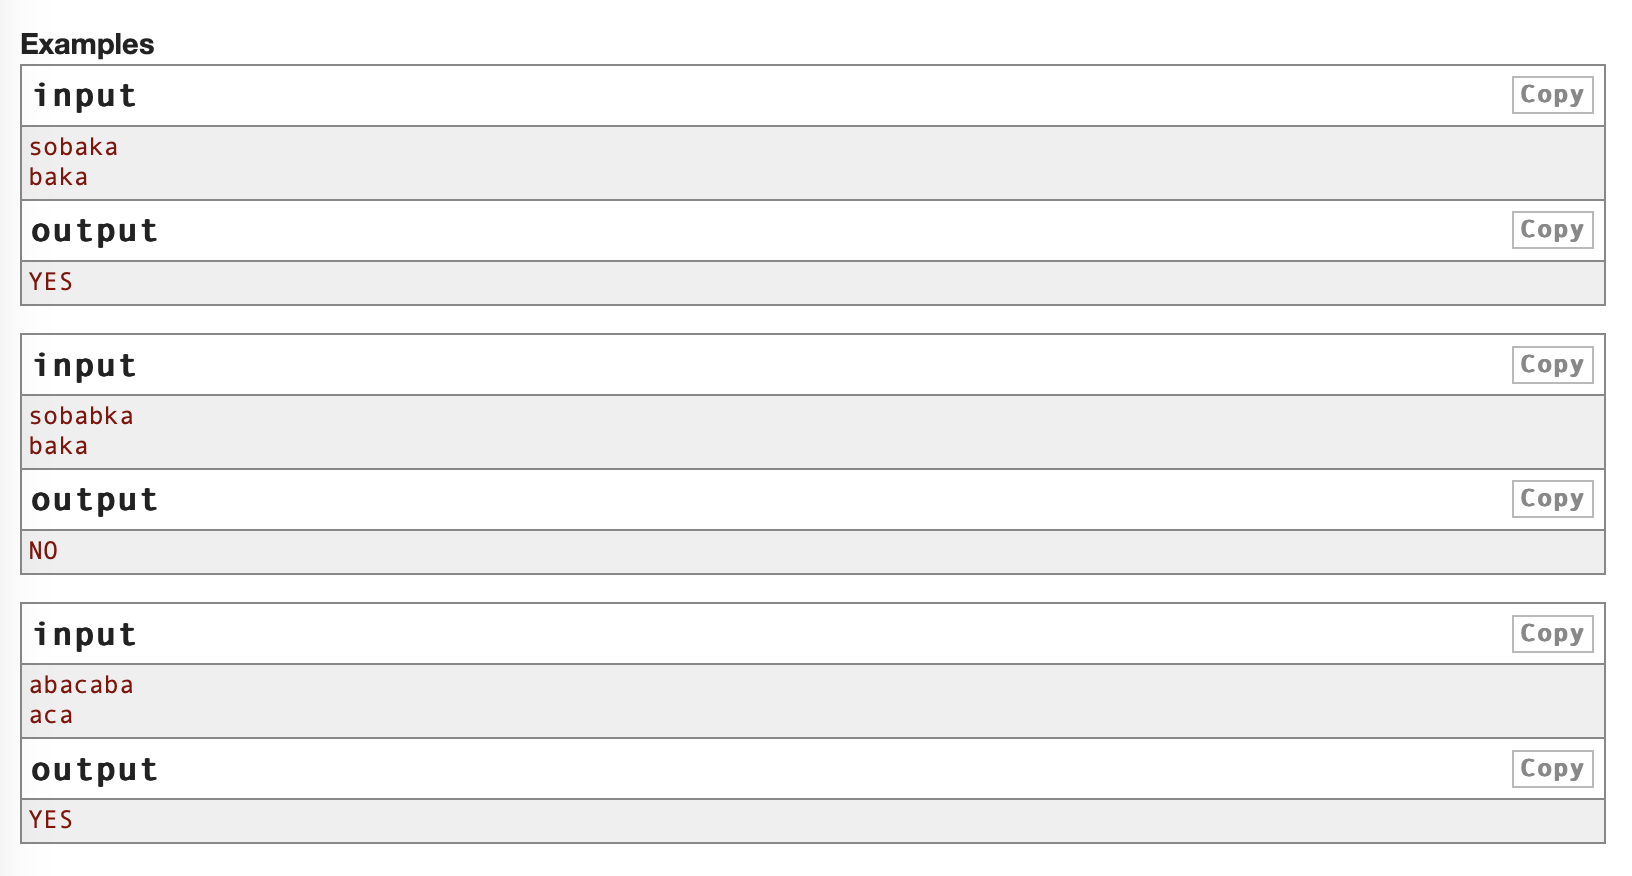 Examples
input
Copy
sobaka
baka
output
Copy
YES
input
Copy
sobabka
baka
output
Copy
NO
input
Copy
abacaba
aca
output
Copy
YES